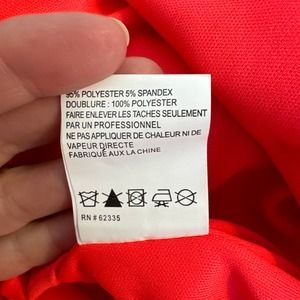 95% POLYESTER 5% SPANDEX
DOUBLURE : 100% POLYESTER
FAIRE ENLEVER LES TACHES SEULEMENT
PAR UN PROFESSIONNEL
NE PAS APPLIQUER DE CHALEUR NI DE
VAPEUR DIRECTE
FABRIQUÉ AUX LA CHINE
RN # 62335